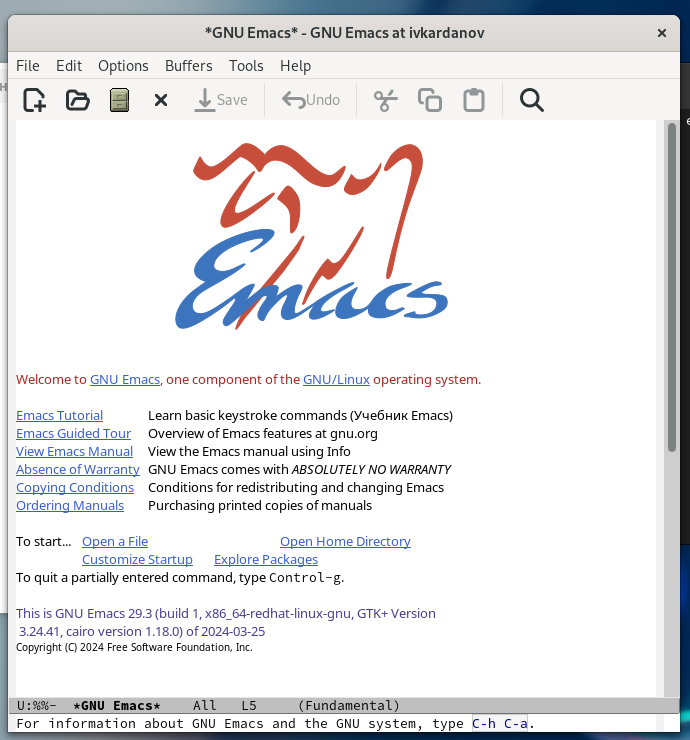 *GNU Emacs* - GNU Emacs at ivkardanov
File Edit Options Buffers Tools Help
Save Undo
Emacs
Welcome to GNU Emacs, one component of the GNU/Linux operating system.
Emacs Tutorial Learn basic keystroke commands (Учебник Emacs)
Emacs Guided Tour Overview of Emacs features at gnu.org
View Emacs Manual View the Emacs manual using Info
Absence of Warranty GNU Emacs comes with ABSOLUTELY NO WARRANTY
Copying Conditions Conditions for redistributing and changing Emacs
Ordering Manuals Purchasing printed copies of manuals
To start... Open a File Open Home Directory
Customize Startup Explore Packages
To quit a partially entered command, type Control-g.
This is GNU Emacs 29.3 (build 1, x86_64-redhat-linux-gnu, GTK+ Version
3.24.41, cairo version 1.18.0) of 2024-03-25
Copyright (C) 2024 Free Software Foundation, Inc.
U:%%- *GNU Emacs* All L5 (Fundamental)
For information about GNU Emacs and the GNU system, type C-h C-a.